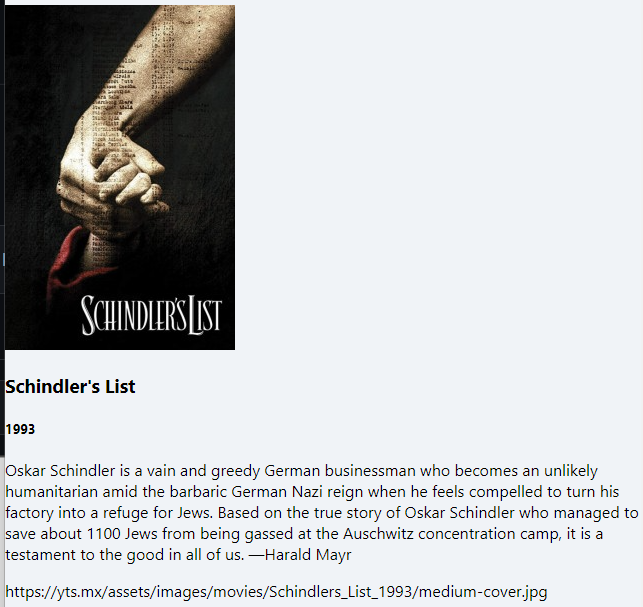 SCHINDLER'S LIST
Schindler's List
1993
Oskar Schindler is a vain and greedy German businessman who becomes an unlikely
humanitarian amid the barbaric German Nazi reign when he feels compelled to turn his
factory into a refuge for Jews. Based on the true story of Oskar Schindler who managed to
save about 1100 Jews from being gassed at the Auschwitz concentration camp, it is a
testament to the good in all of us. —Harald Mayr
https://yts.mx/assets/images/movies/Schindlers_List_1993/medium-cover.jpg